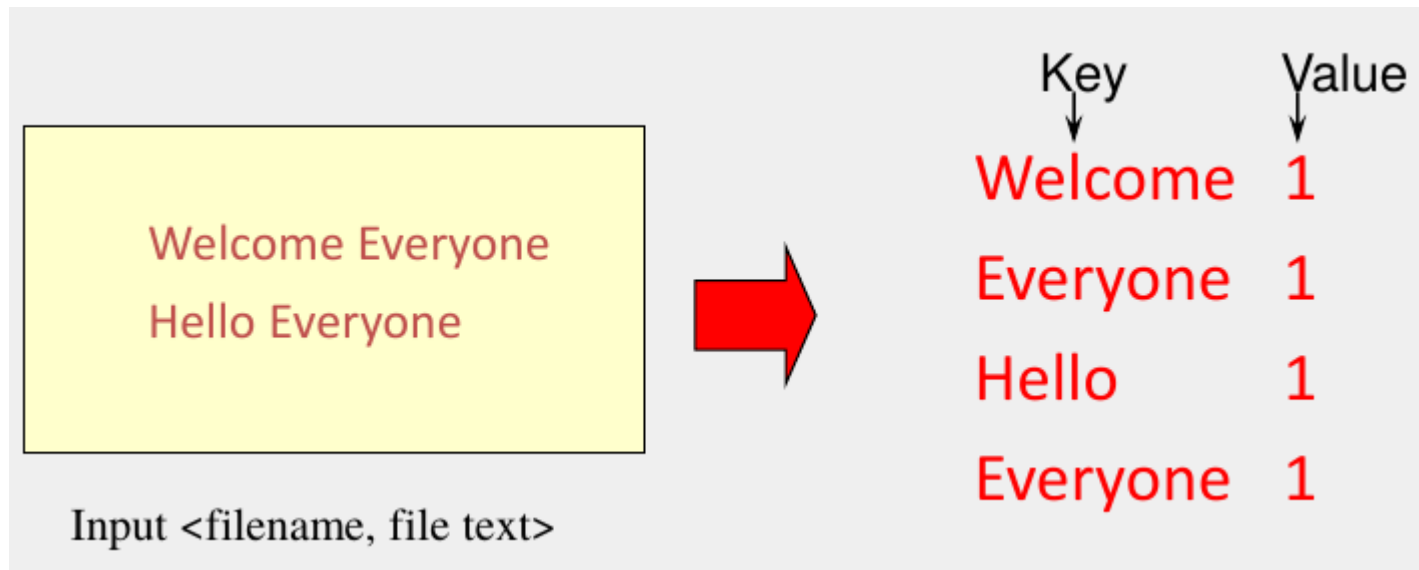 Welcome Everyone
Hello Everyone
Input <filename, file text>
Key Value
Welcome 1
Everyone 1
Hello 1
Everyone 1